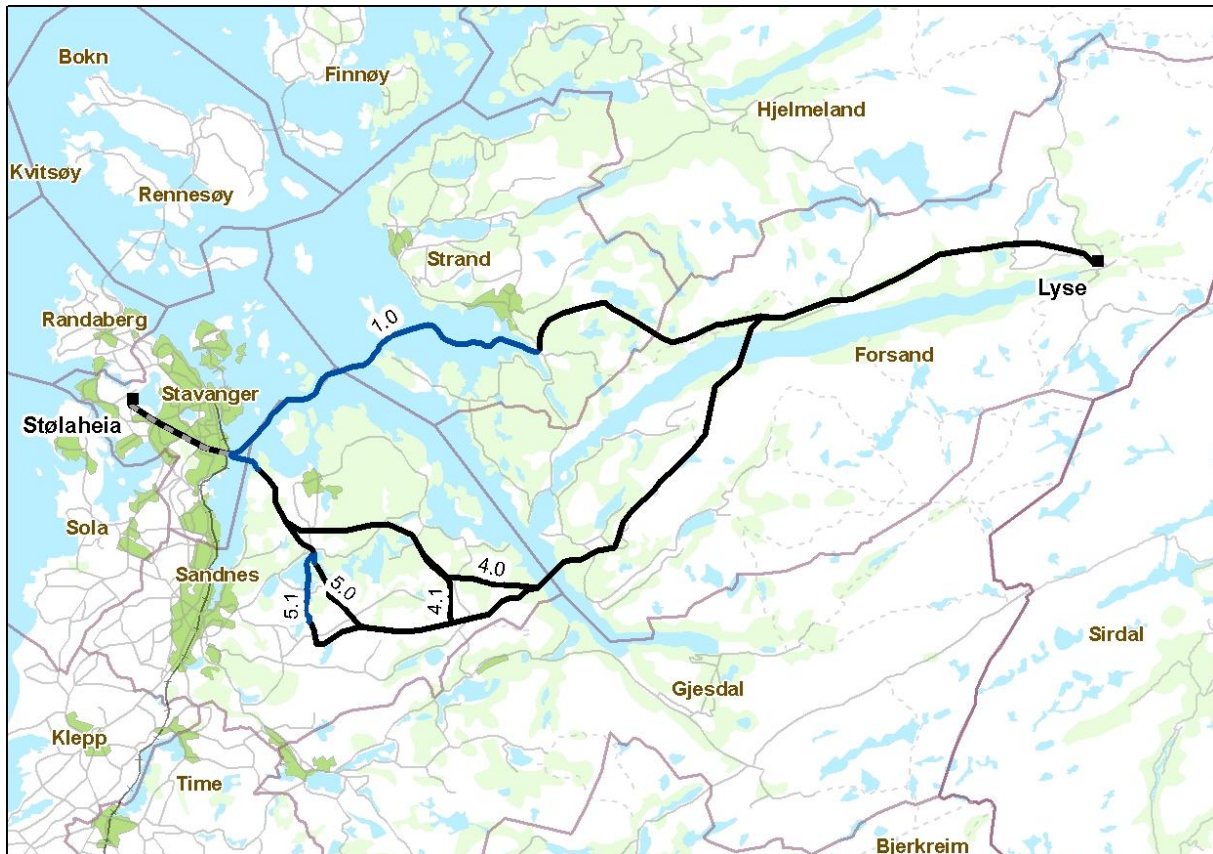 Bokn
Finnøy
Hjelmeland
Kvitsøy
Rennesøy
Strand
Lyse
Randaberg
1.0
Forsand
Stavanger
Stølaheia
Sola
Sandnes
5.1
5.0
4.1
4.0
Sirdal
Gjesdal
Klepp
Time
Bjerkreim